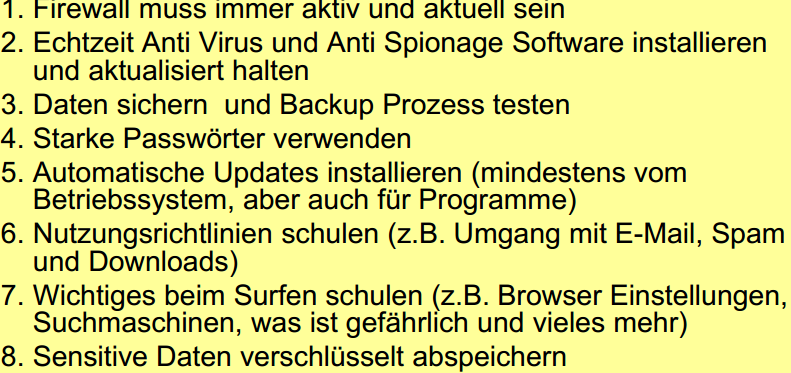 1. Firewall muss immer aktiv und aktuell sein
2. Echtzeit Anti Virus und Anti Spionage Software installieren
und aktualisiert halten
3. Daten sichern  und Backup Prozess testen
4. Starke Passwörter verwenden
5. Automatische Updates installieren (mindestens vom
Betriebssystem, aber auch für Programme)
6. Nutzungsrichtlinien schulen (z.B. Umgang mit E-Mail, Spam
und Downloads)
7. Wichtiges beim Surfen schulen (z.B. Browser Einstellungen,
Suchmaschinen, was ist gefährlich und vieles mehr)
8. Sensitive Daten verschlüsselt abspeichern